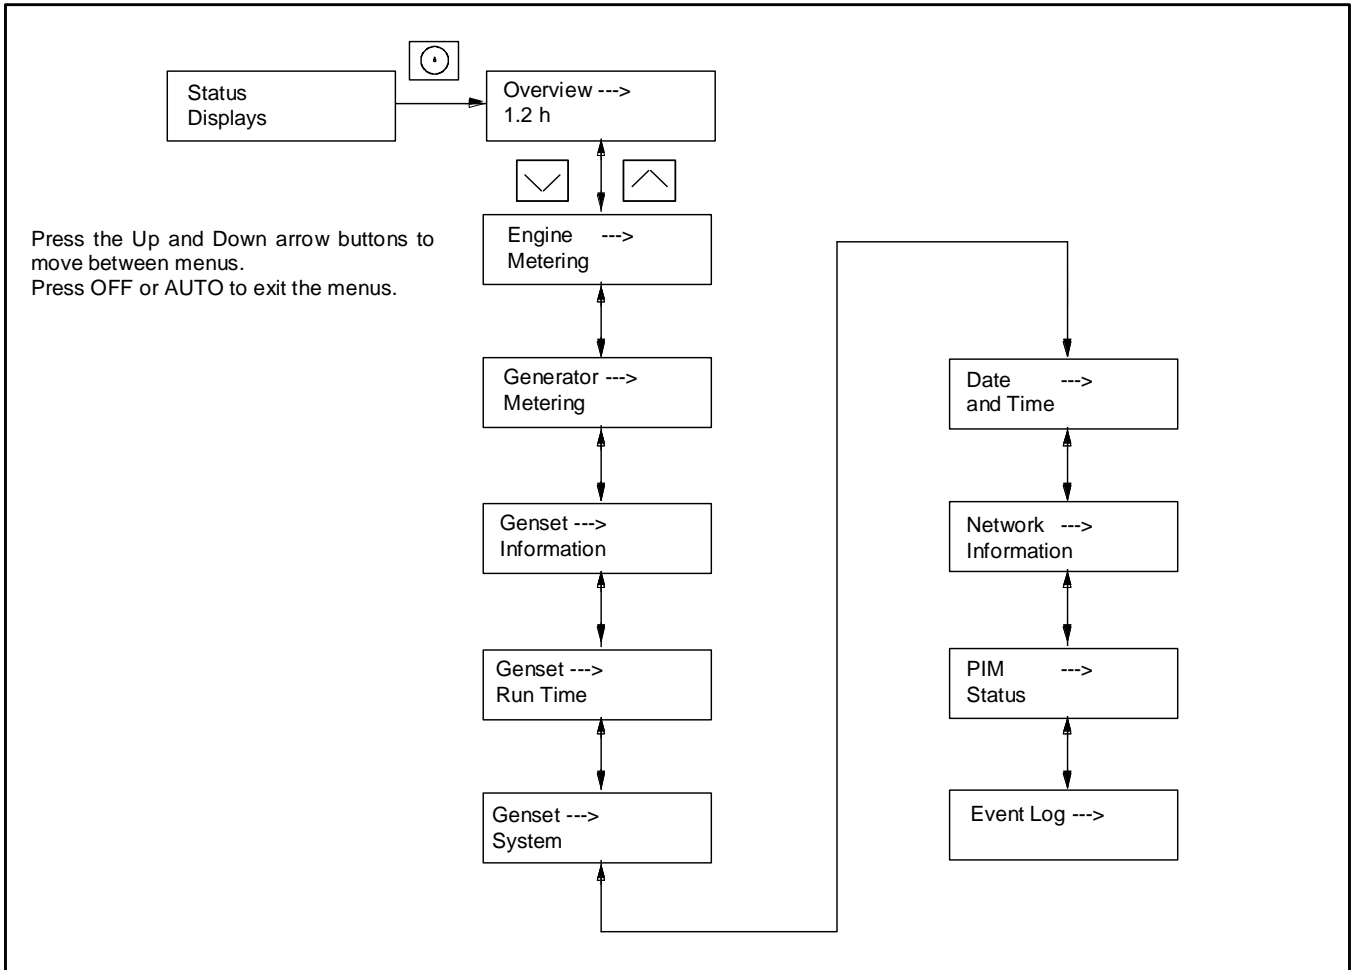 Status
Displays
Overview --->
1.2 h
Press the Up and Down arrow buttons to
move between menus.
Press OFF or AUTO to exit the menus.
Engine --->
Metering
Generator --->
Metering
Genset --->
Information
Genset --->
Run Time
Genset --->
System
Date --->
and Time
Network --->
Information
PIM --->
Status
Event Log --->